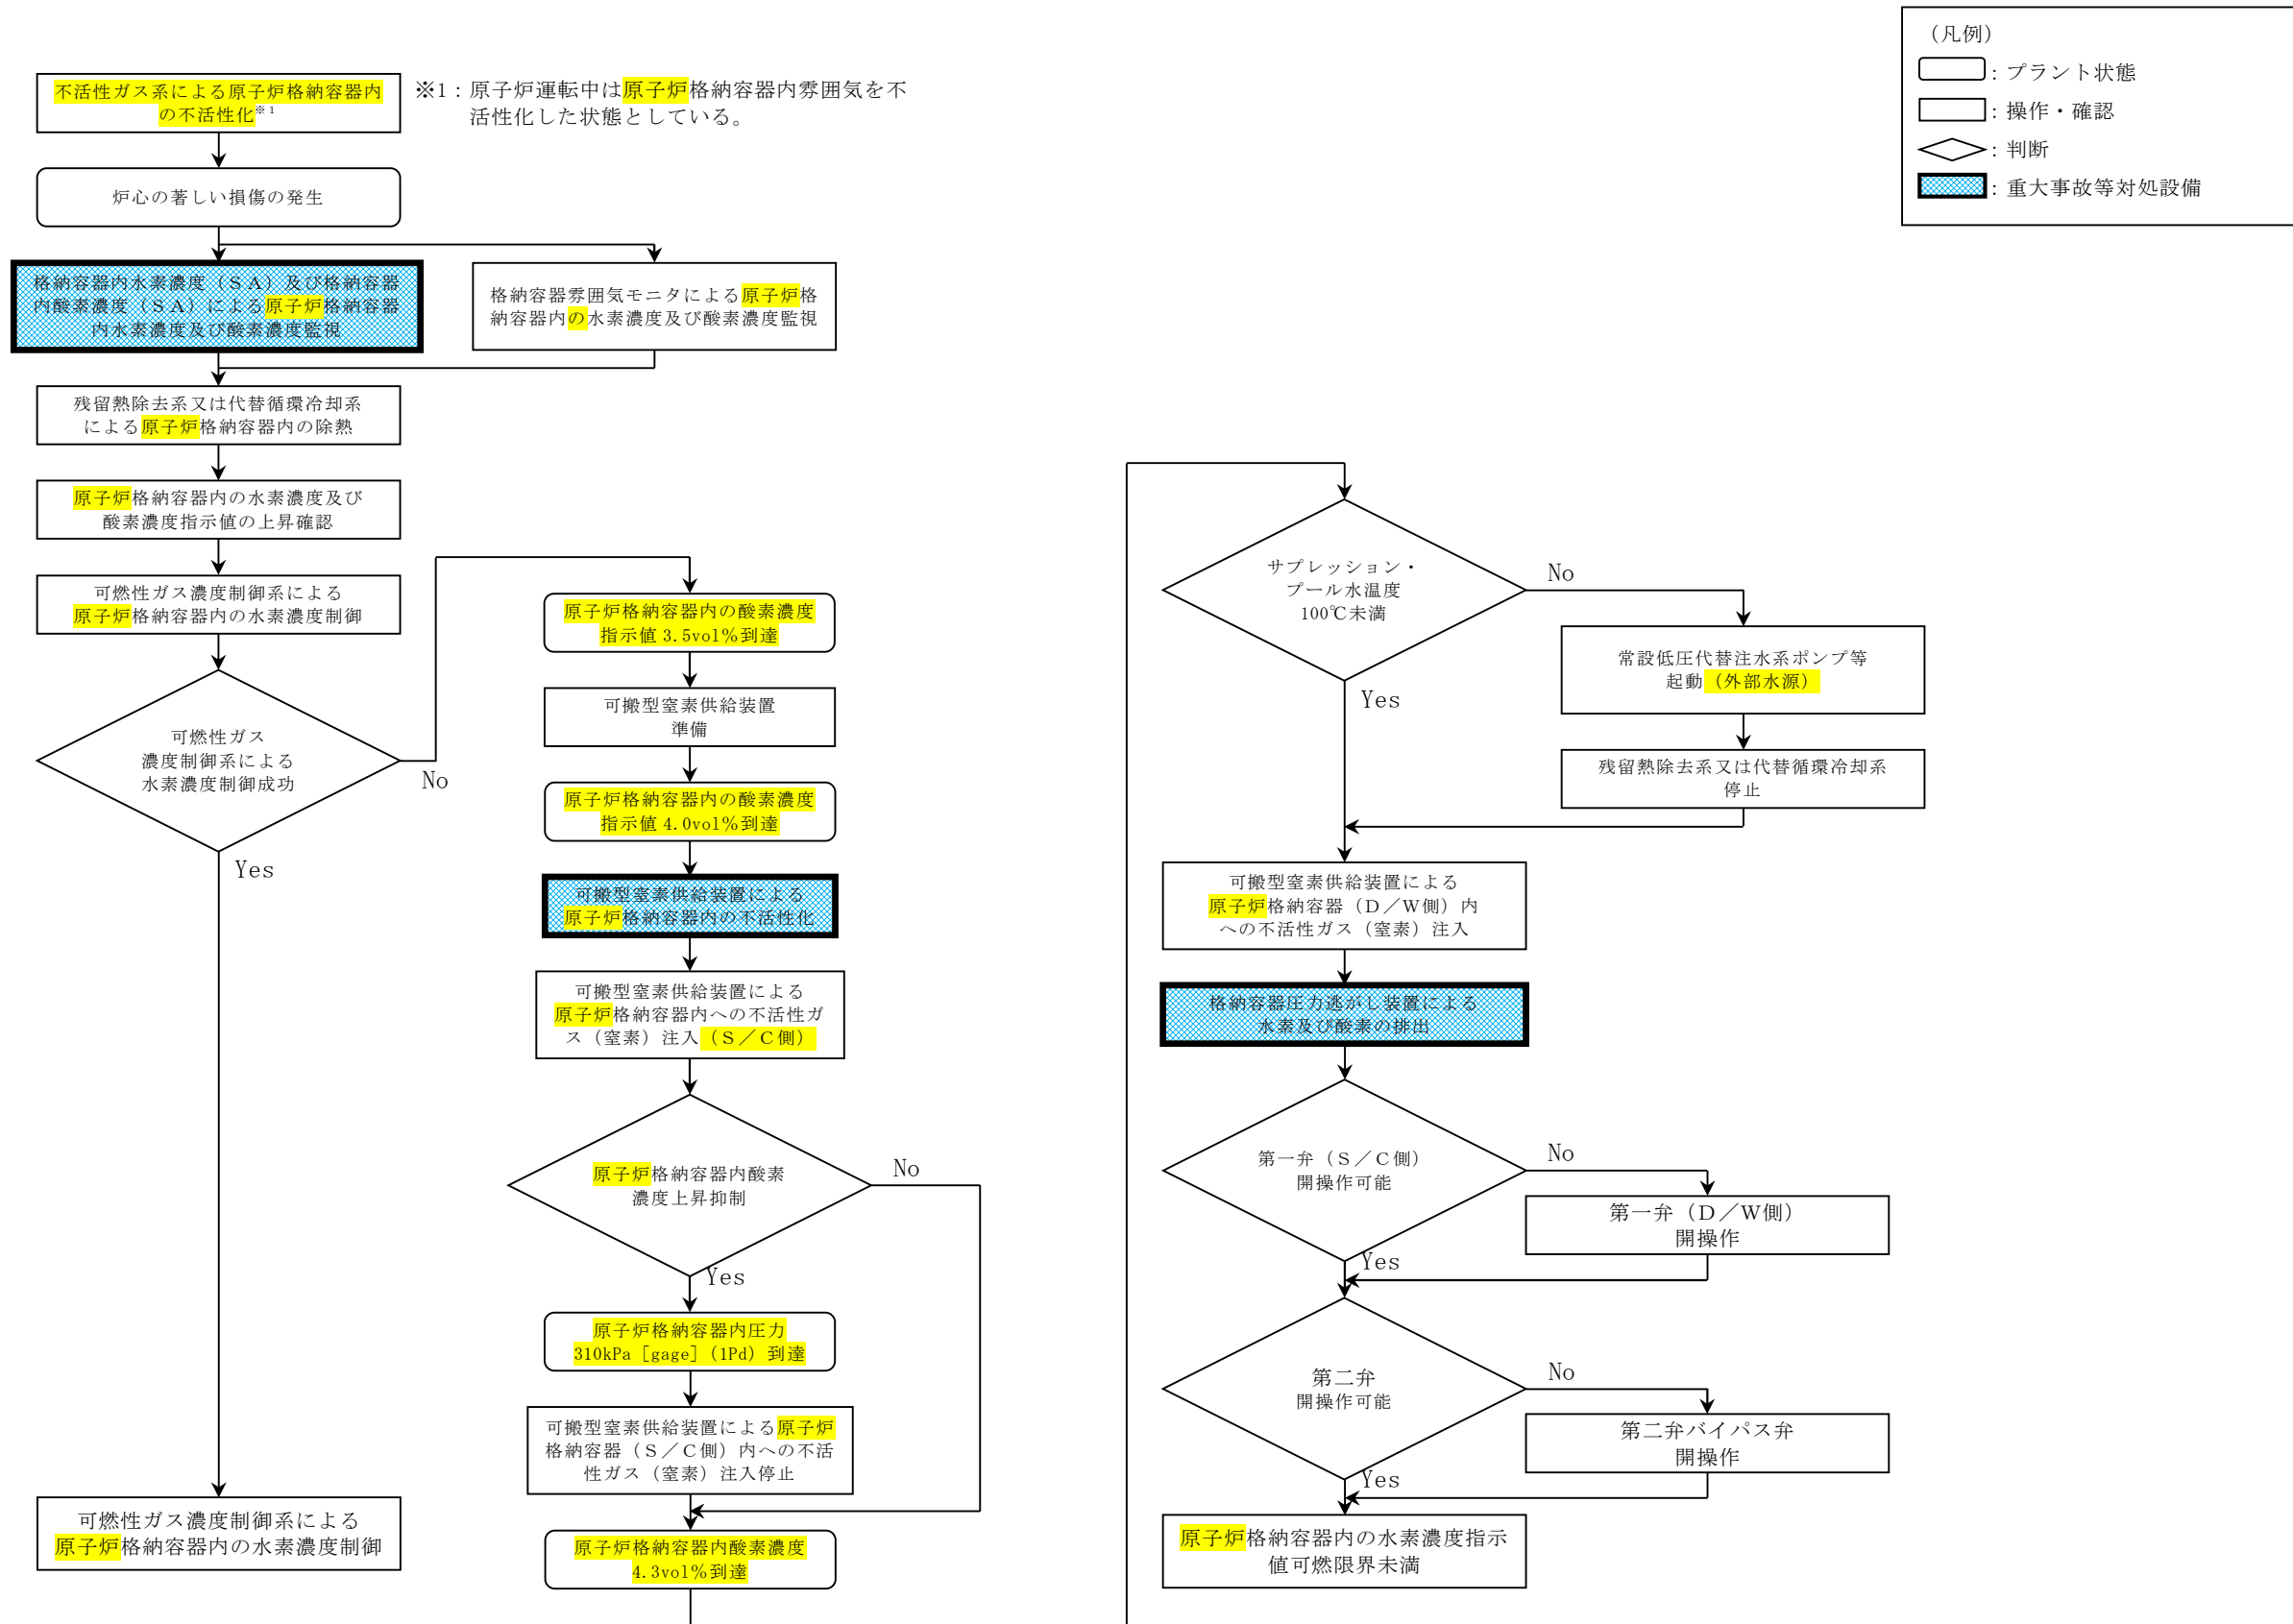 不活性ガス系による原子炉格納容器内
の不活性化※1
※1：原子炉運転中は原子炉格納容器内雰囲気を不
活性化した状態としている。
炉心の著しい損傷の発生
格納容器内水素濃度（ＳＡ）及び格納容器
内酸素濃度（ＳＡ）による原子炉格納容器
内水素濃度及び酸素濃度監視
格納容器雰囲気モニタによる原子炉格
納容器内の水素濃度及び酸素濃度監視
残留熱除去系又は代替循環冷却系
による原子炉格納容器内の除熱
原子炉格納容器内の水素濃度及び
酸素濃度指示値の上昇確認
可燃性ガス濃度制御系による
原子炉格納容器内の水素濃度制御
可燃性ガス
濃度制御系による
水素濃度制御成功
No
Yes
可燃性ガス濃度制御系による
原子炉格納容器内の水素濃度制御
原子炉格納容器内の酸素濃度
指示値 3.5vol％到達
可搬型窒素供給装置
準備
原子炉格納容器内の酸素濃度
指示値 4.0vol％到達
可搬型窒素供給装置による
原子炉格納容器内の不活性化
可搬型窒素供給装置による
原子炉格納容器内への不活性ガ
ス（窒素）注入（Ｓ／Ｃ側）
原子炉格納容器内酸素
濃度上昇抑制
No
Yes
原子炉格納容器内圧力
310kPa［gage］（1Pd）到達
可搬型窒素供給装置による原子炉
格納容器（Ｓ／Ｃ側）内への不活
性ガス（窒素）注入停止
原子炉格納容器内酸素濃度
4.3vol％到達
サプレッション・
プール水温度
100℃未満
No
Yes
常設低圧代替注水系ポンプ等
起動（外部水源）
残留熱除去系又は代替循環冷却系
停止
可搬型窒素供給装置による
原子炉格納容器（Ｄ／Ｗ側）内
への不活性ガス（窒素）注入
格納容器圧力逃がし装置による
水素及び酸素の排出
第一弁（Ｓ／Ｃ側）
開操作可能
No
Yes
第一弁（Ｄ／Ｗ側）
開操作
第二弁
開操作可能
No
Yes
第二弁バイパス弁
開操作
原子炉格納容器内の水素濃度指示
値可燃限界未満
（凡例）
：プラント状態
：操作・確認
：判断
：重大事故等対処設備